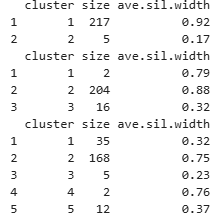 cluster size ave.sil.width
1 1 217 0.92
2 2 5 0.17
cluster size ave.sil.width
1 1 2 0.79
2 2 204 0.88
3 3 16 0.32
cluster size ave.sil.width
1 1 35 0.32
2 2 168 0.75
3 3 5 0.23
4 4 2 0.76
5 5 12 0.37